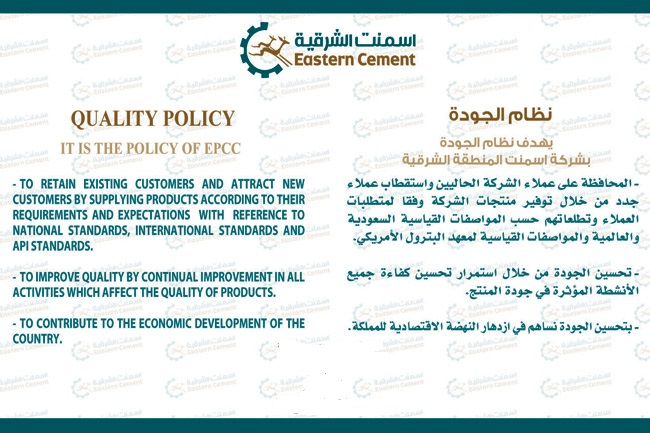 اسمنت الشرقية
Eastern Cement
QUALITY POLICY
IT IS THE POLICY OF EPCC
- TO RETAIN EXISTING CUSTOMERS AND ATTRACT NEW
CUSTOMERS BY SUPPLYING PRODUCTS ACCORDING TO THEIR
REQUIREMENTS AND EXPECTATIONS WITH REFERENCE TO
NATIONAL STANDARDS, INTERNATIONAL STANDARDS AND
API STANDARDS.
- TO IMPROVE QUALITY BY CONTINUAL IMPROVEMENT IN ALL
ACTIVITIES WHICH AFFECT THE QUALITY OF PRODUCTS.
- TO CONTRIBUTE TO THE ECONOMIC DEVELOPMENT OF THE
COUNTRY.
نظام الجودة
يهدف نظام الجودة
بشركة اسمنت المنطقة الشرقية
- المحافظة على عملاء الشركة الحاليين واستقطاب عملاء
جدد من خلال توفير منتجات الشركة وفقا لمتطلبات
العملاء وتطلعاتهم حسب المواصفات القياسية السعودية
والعالمية والمواصفات القياسية لمعهد البترول الأمريكي.
- تحسين الجودة من خلال استمرار تحسين كفاءة جميع
الأنشطة المؤثرة في جودة المنتج.
- بتحسين الجودة نساهم في ازدهار النهضة الاقتصادية للمملكة.